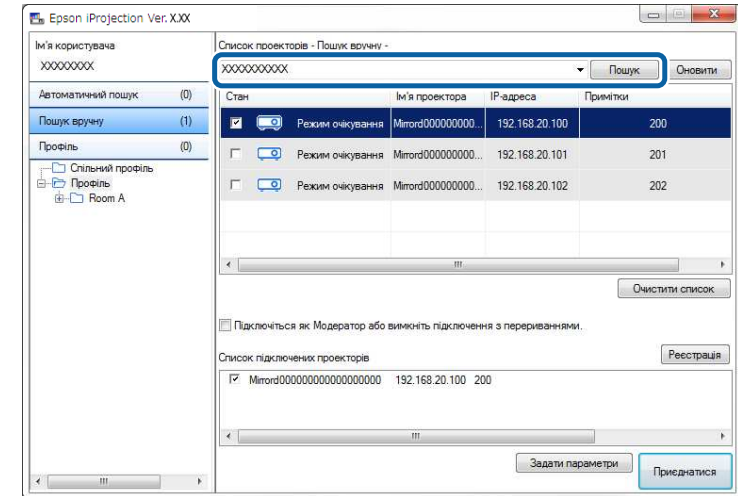 Epson iProjection Ver. X.XX
Ім'я користувача
XXXXXXXX
Список проекторів - Пошук вручну -
XXXXXXXXXX
Пошук
Оновити
Автоматичний пошук (0)
Пошук вручну (1)
Профіль (0)
Спільний профіль
Профіль
Room A
Стан Ім'я проектора IP-адреса Примітки
Режим очікування Mirrord000000000... 192.168.20.100 200
Режим очікування Mirrord000000000... 192.168.20.101 201
Режим очікування Mirrord000000000... 192.168.20.102 202
Очистити список
Підключіться як Модератор або вимкніть підключення з перериваннями.
Список підключених проекторів
Реєстрація
Mirrord000000000000000000 192.168.20.100 200
Задати параметри
Приєднатися